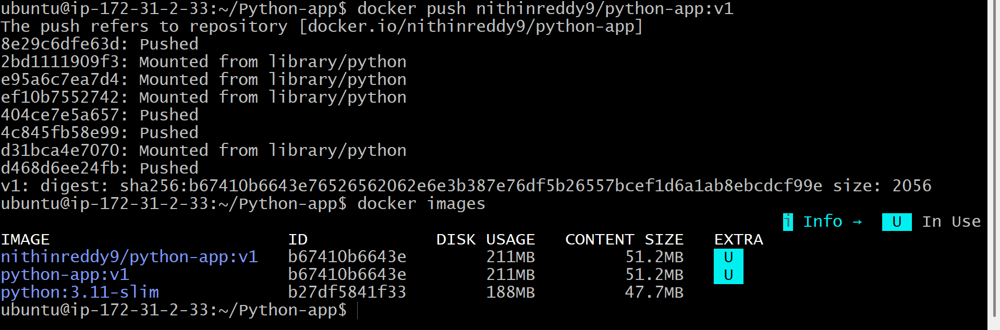 ubuntu@ip-172-31-2-33:~/Python-app$ docker push nithinreddy9/python-app:v1
The push refers to repository [docker.io/nithinreddy9/python-app]
8e29c6dfe63d: Pushed
2bd1111909f3: Mounted from library/python
e95a6c7ea7d4: Mounted from library/python
ef10b7552742: Mounted from library/python
404ce7e5a657: Pushed
4c845fb58e99: Pushed
d31bca4e7070: Mounted from library/python
d468d6ee24fb: Pushed
v1: digest: sha256:b67410b6643e76526562062e6e3b387e76df5b26557bcef1d6a1ab8ebcdcf99e size: 2056
ubuntu@ip-172-31-2-33:~/Python-app$ docker images
i Info → U In Use
IMAGE ID DISK USAGE CONTENT SIZE EXTRA
nithinreddy9/python-app:v1 b67410b6643e 211MB 51.2MB U
python-app:v1 b67410b6643e 211MB 51.2MB U
python:3.11-slim b27df5841f33 188MB 47.7MB
ubuntu@ip-172-31-2-33:~/Python-app$